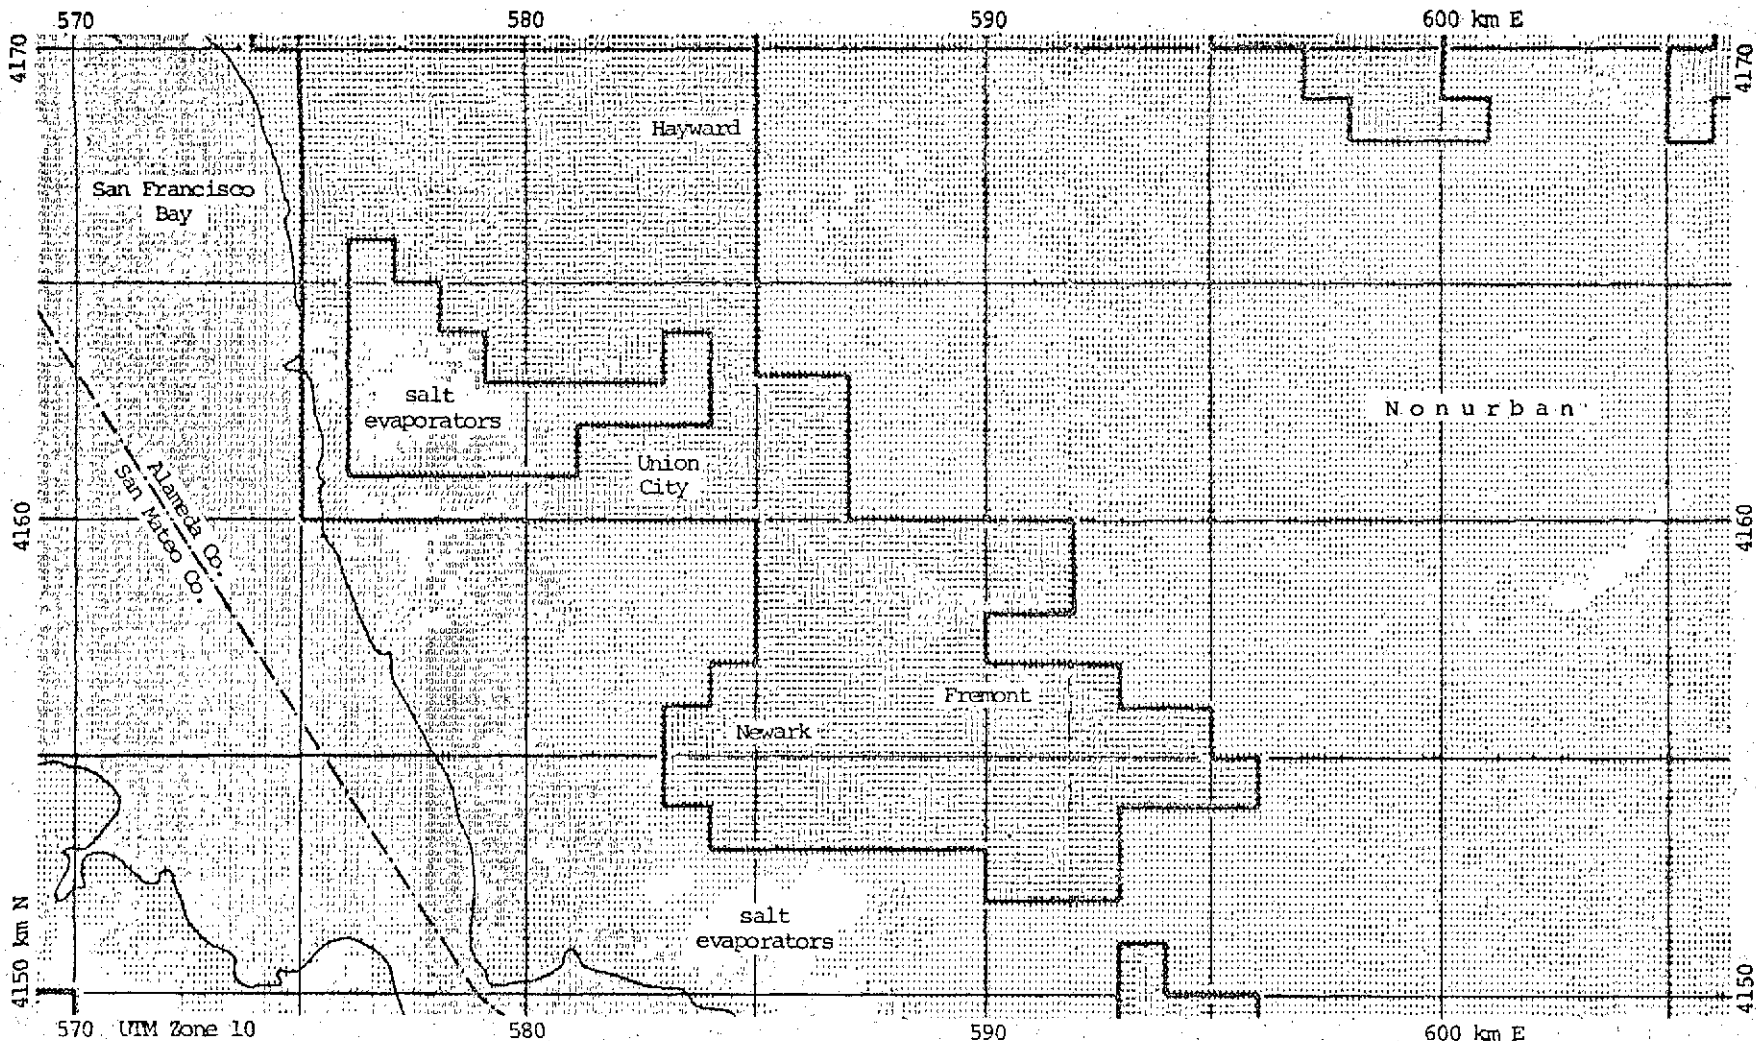 570
580
590
600 km E
4170
4170
Hayward
San Francisco
Bay
salt
evaporators
Nonurban
Union
City
Alameda Co.
San Mateo Co.
4160
4160
Fremont
Newark
salt
evaporators
4150 km N
4150
570
UTM Zone 10
580
590
600 km E